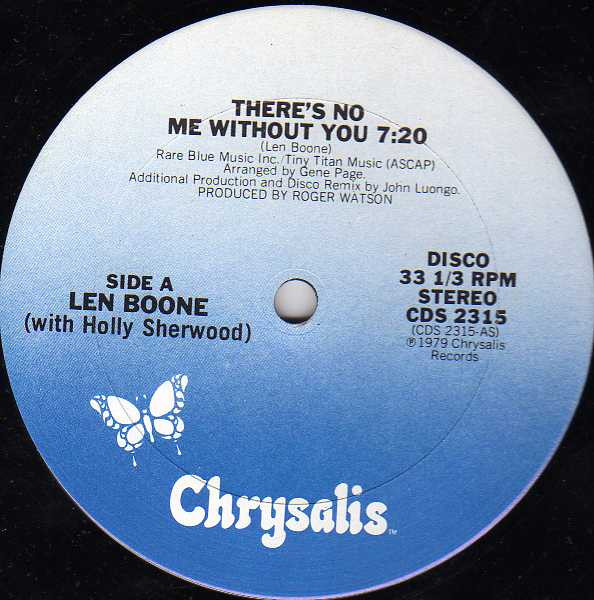 THERE'S NO
ME WITHOUT YOU 7:20
(Len Boone)
Rare Blue Music Inc./Tiny Titan Music (ASCAP)
Arranged by Gene Page.
Additional Production and Disco Remix by John Luongo.
PRODUCED BY ROGER WATSON
SIDE A
LEN BOONE
(with Holly Sherwood)
DISCO
33 1/3 RPM
STEREO
CDS 2315
(CDS 2315-AS)
℗1979 Chrysalis
Records
Chrysalis™